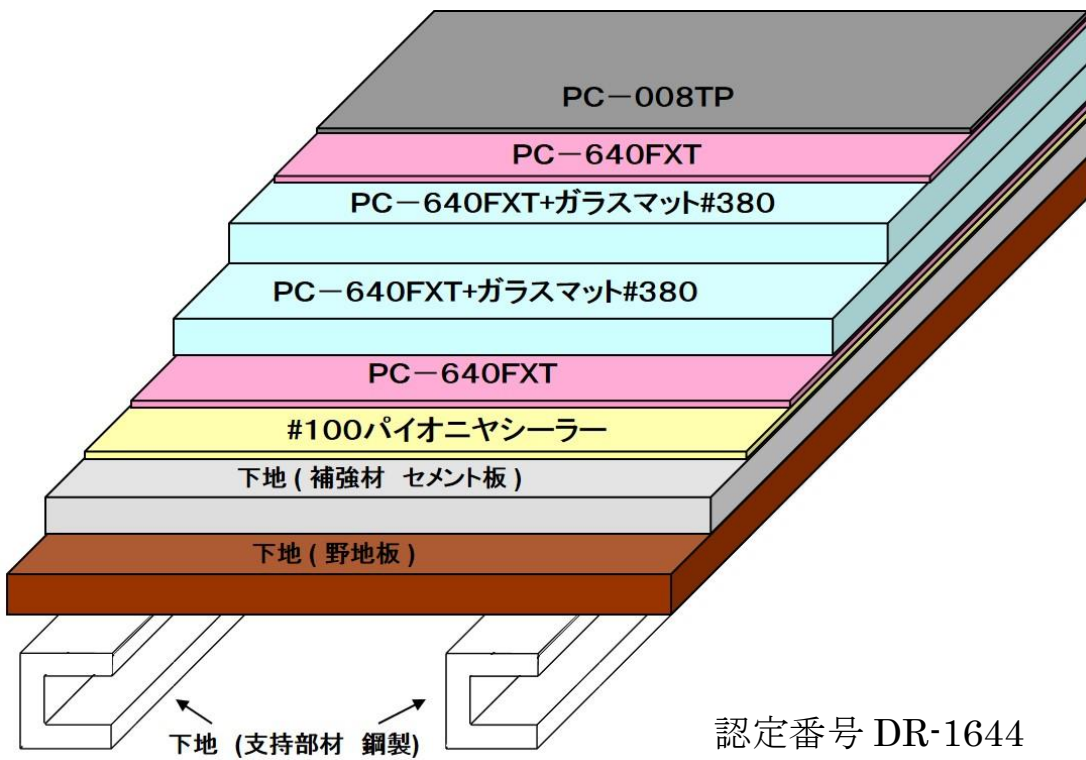 PC－008TP
PC－640FXT
PC－640FXT+ガラスマット#380
PC－640FXT+ガラスマット#380
PC－640FXT
#100パイオニヤシーラー
下地 ( 補強材　セメント板 )
下地 ( 野地板 )
下地 (支持部材　鋼製)
認定番号 DR-1644